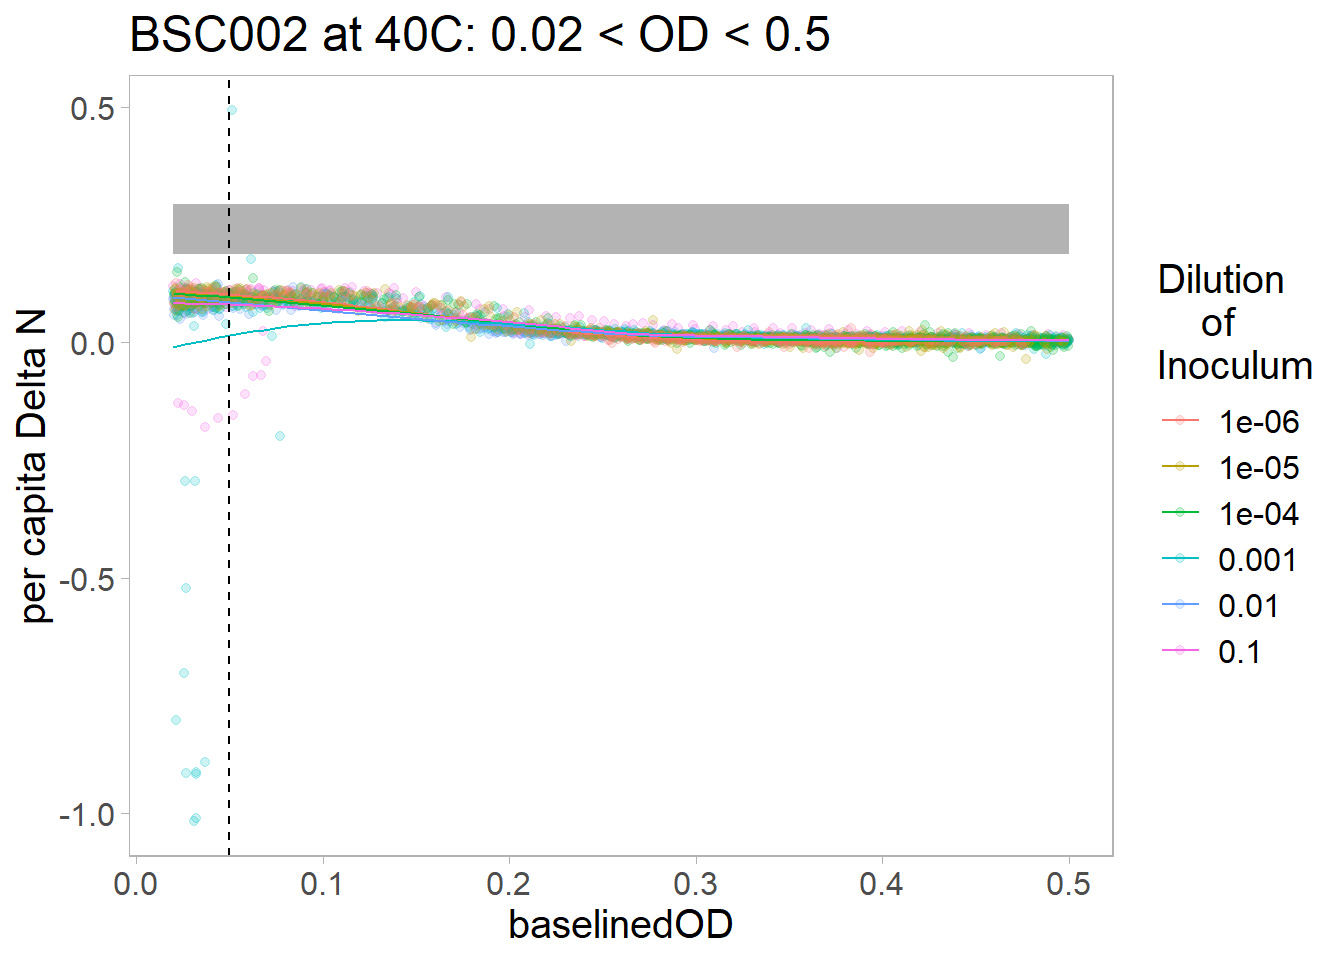 BSC002 at 40C: 0.02 < OD < 0.5
per capita Delta N
0.5
0.0
-0.5
-1.0
0.0 0.1 0.2 0.3 0.4 0.5
baselinedOD
Dilution
of
Inoculum
1e-06
1e-05
1e-04
0.001
0.01
0.1